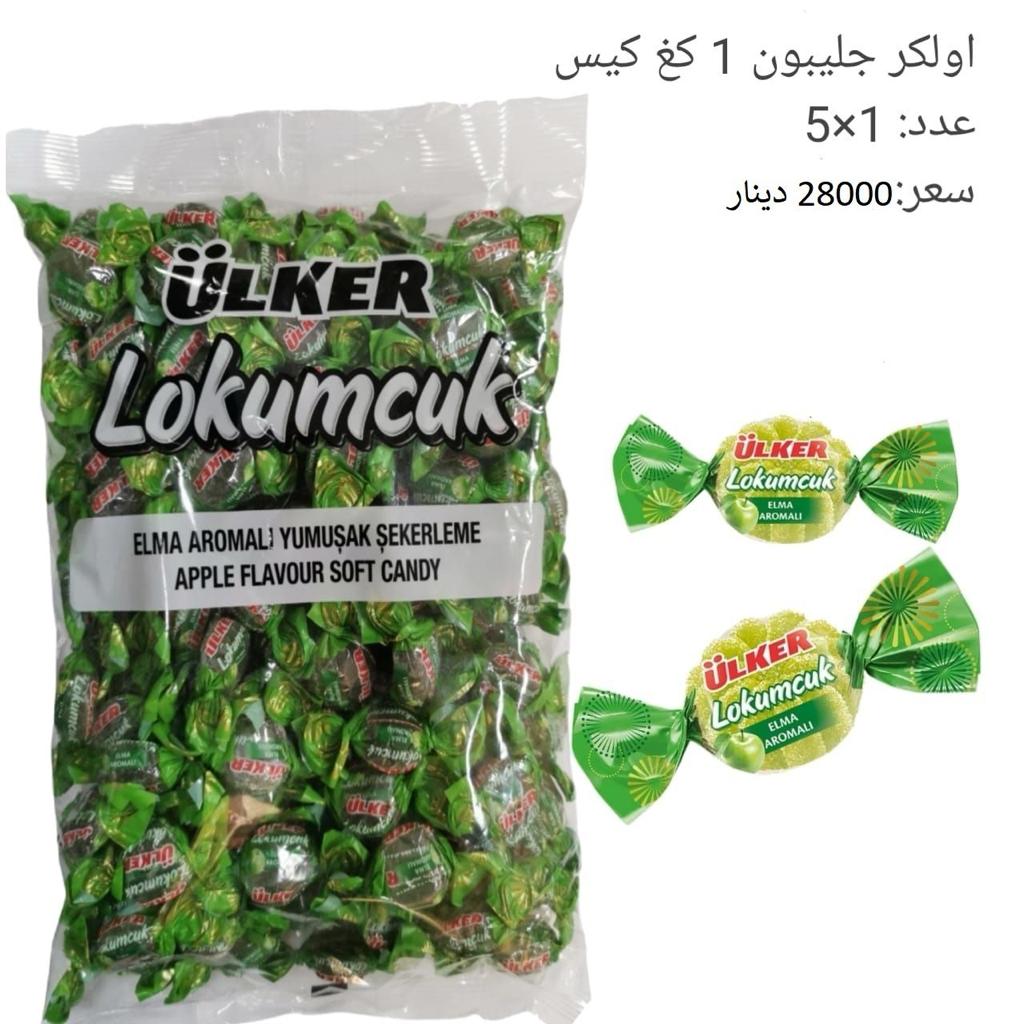 اولكر جليبون 1 كغ كيس
عدد: 1×5
سعر:28000 دينار
ÜLKER
Lokumcuk
ELMA AROMALI YUMUŞAK ŞEKERLEME
APPLE FLAVOUR SOFT CANDY
ÜLKER
Lokumcuk
ELMA
AROMALI
ÜLKER
Lokumcuk
ELMA
AROMALI